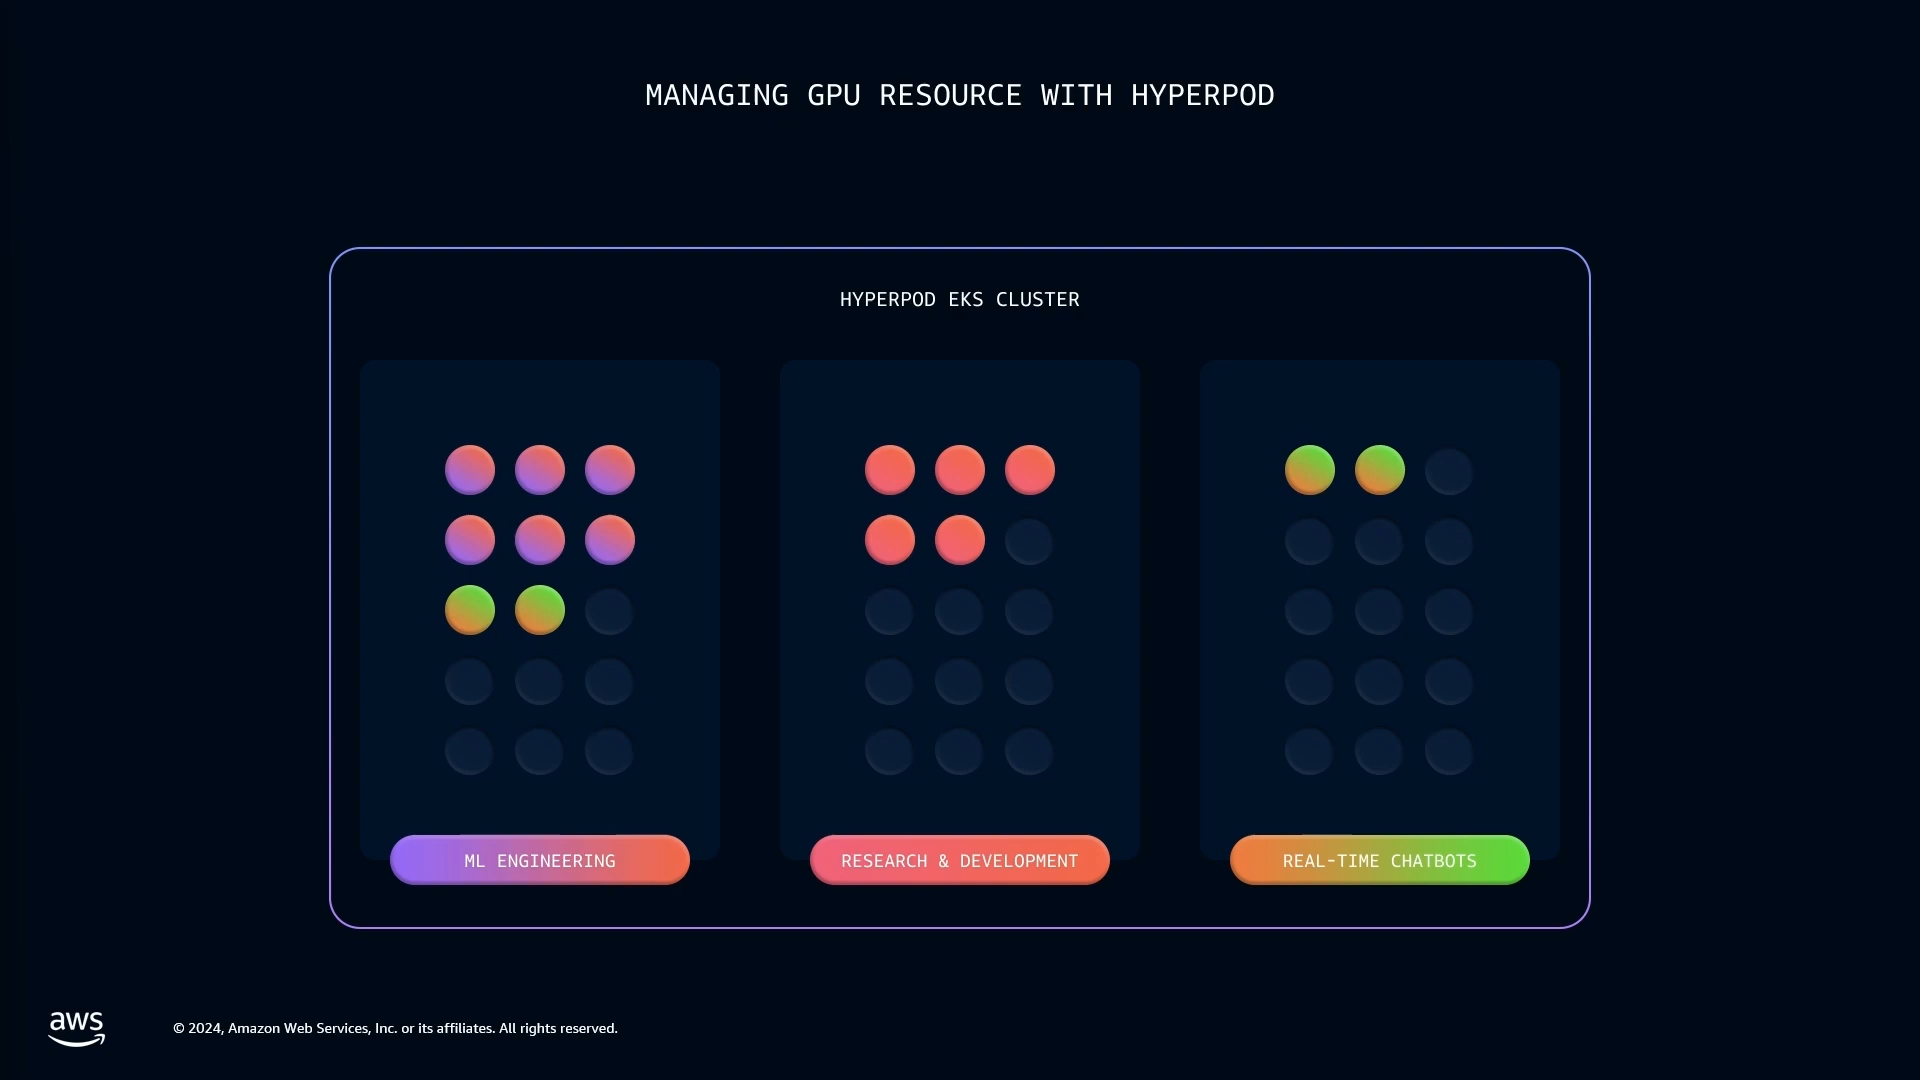 MANAGING GPU RESOURCE WITH HYPERPOD
HYPERPOD EKS CLUSTER
ML ENGINEERING
RESEARCH & DEVELOPMENT
REAL-TIME CHATBOTS
aws
© 2024, Amazon Web Services, Inc. or its affiliates. All rights reserved.